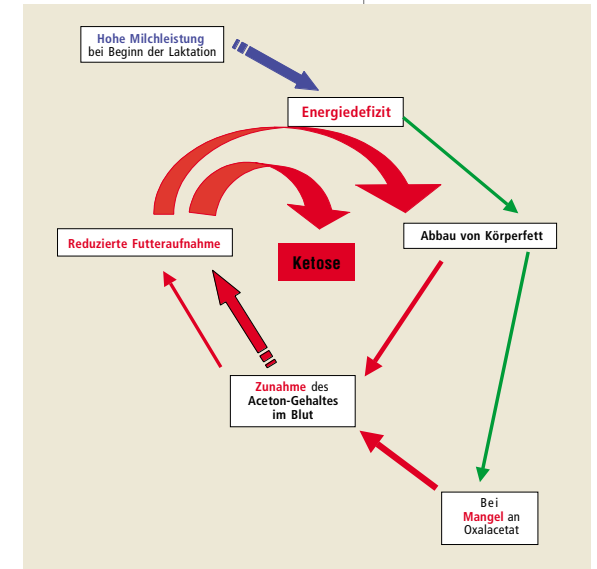 Hohe Milchleistung
bei Beginn der Laktation
Energiedefizit
Reduzierte Futteraufnahme
Abbau von Körperfett
Ketose
Zunahme des
Aceton-Gehaltes
im Blut
Bei
Mangel an
Oxalacetat